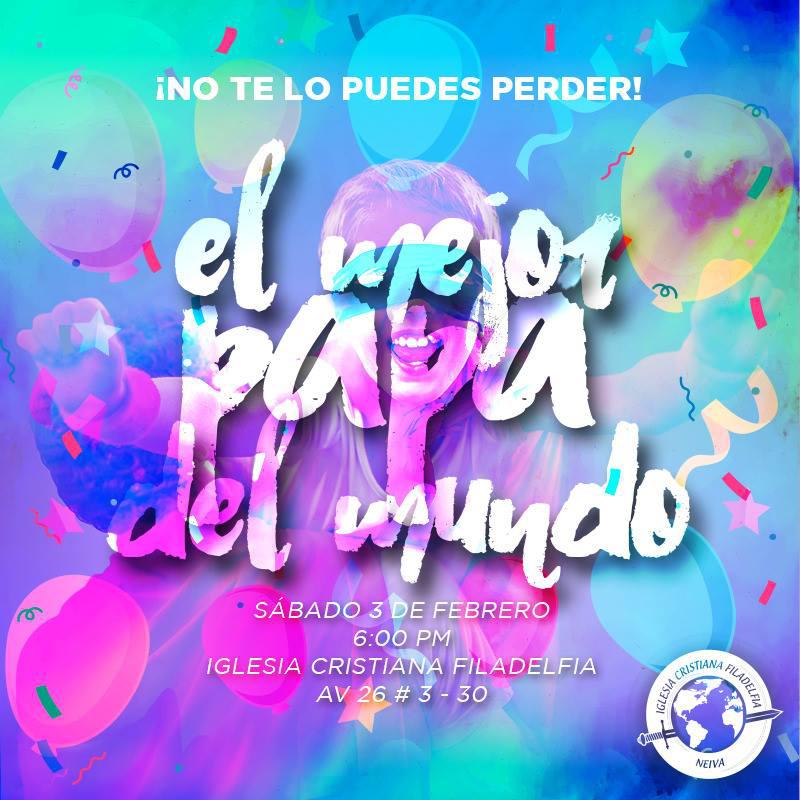 ¡NO TE LO PUEDES PERDER!
el mejor
papa
del mundo
SÁBADO 3 DE FEBRERO
6:00 PM
IGLESIA CRISTIANA FILADELFIA
AV 26 # 3 - 30
IGLESIA CRISTIANA FILADELFIA
NEIVA